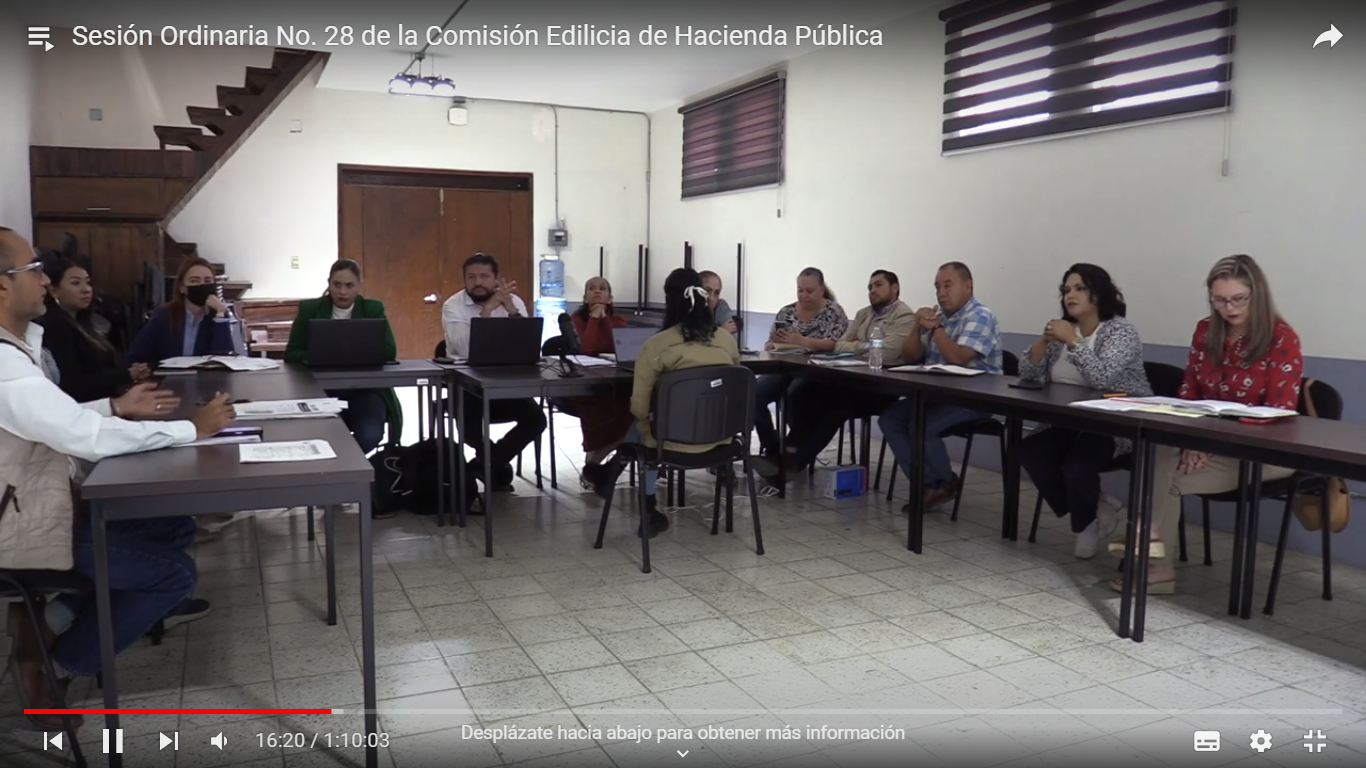 Sesión Ordinaria No. 28 de la Comisión Edilicia de Hacienda Pública
16:20 / 1:10:03
Desplázate hacia abajo para obtener más información